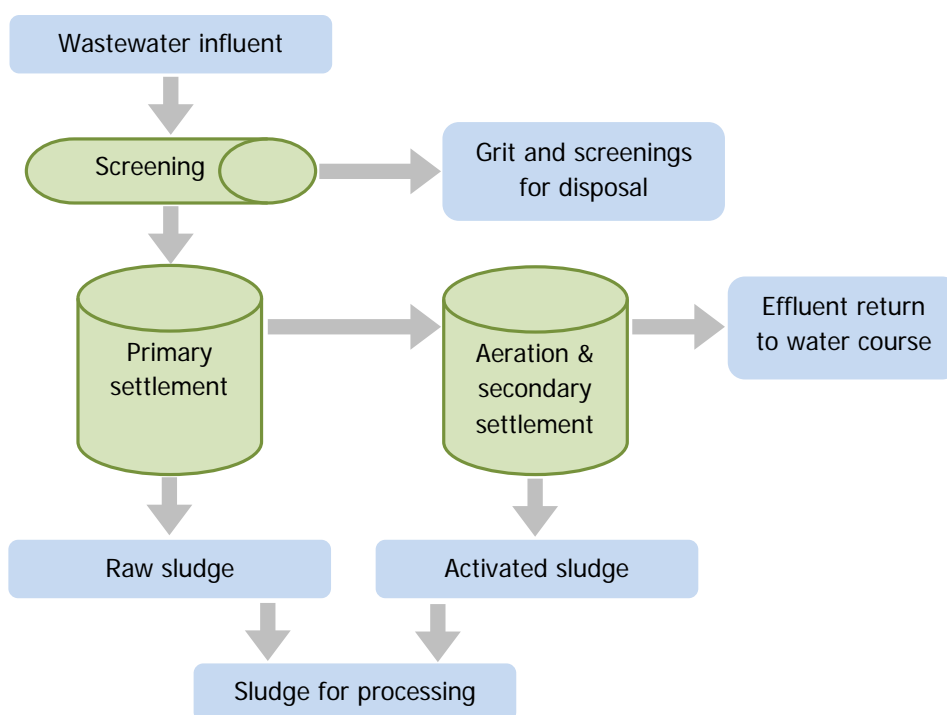 Wastewater influent
Screening
Grit and screenings
for disposal
Primary
settlement
Aeration &
secondary
settlement
Effluent return
to water course
Raw sludge
Activated sludge
Sludge for processing